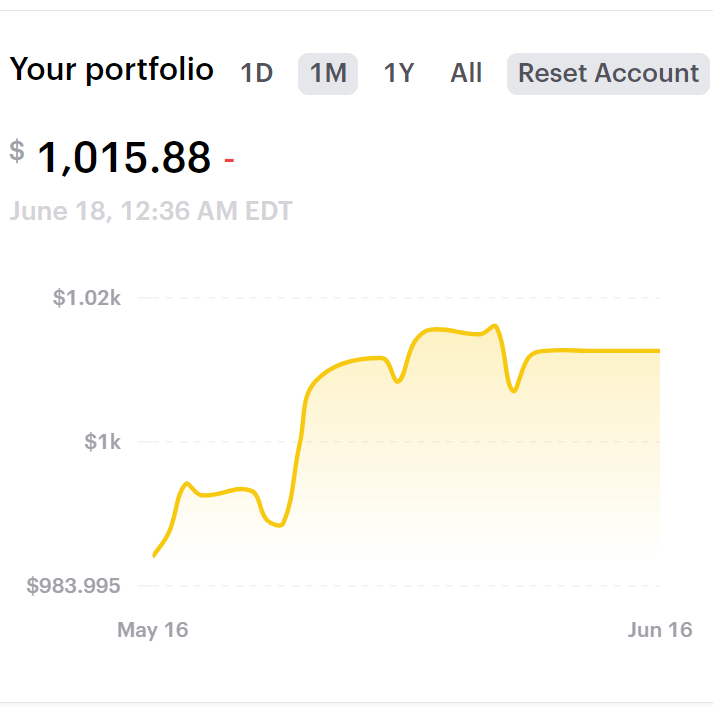 Your portfolio 1D 1M 1Y All Reset Account
$ 1,015.88 -
June 18, 12:36 AM EDT
$1.02k
$1k
$983.995
May 16 Jun 16